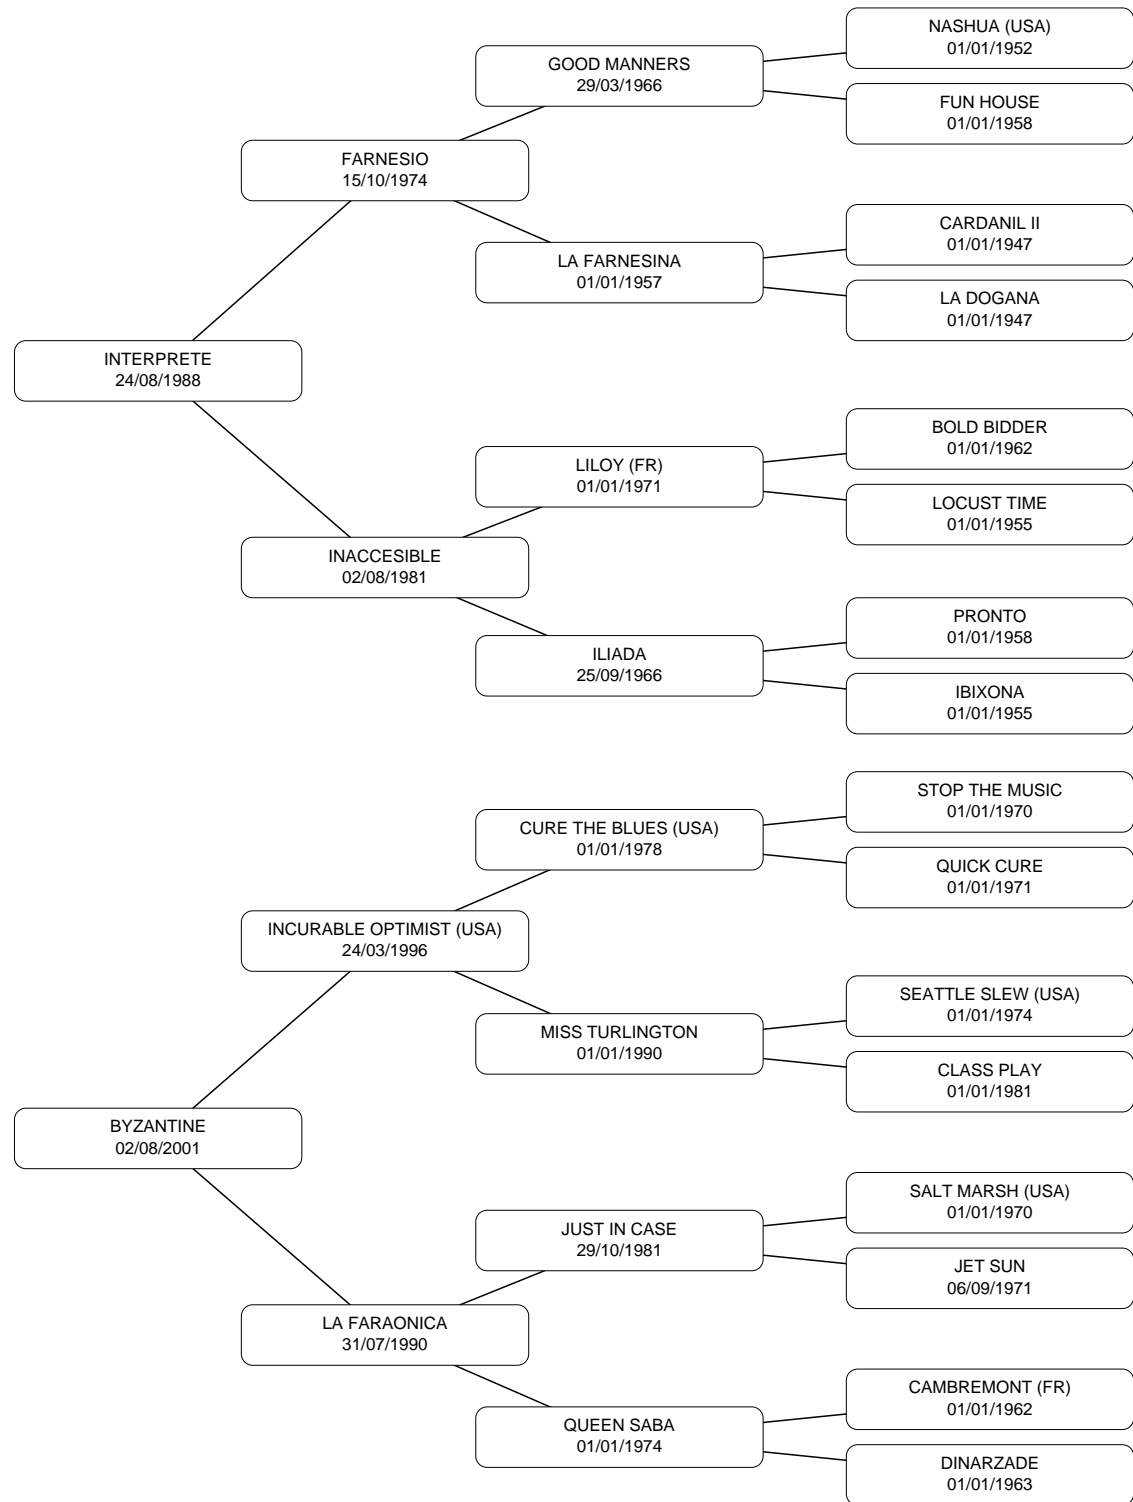 NASHUA (USA)
01/01/1952
GOOD MANNERS
29/03/1966
FUN HOUSE
01/01/1958
FARNESIO
15/10/1974
CARDANIL II
01/01/1947
LA FARNESINA
01/01/1957
LA DOGANA
01/01/1947
INTERPRETE
24/08/1988
BOLD BIDDER
01/01/1962
LILOY (FR)
01/01/1971
LOCUST TIME
01/01/1955
INACCESIBLE
02/08/1981
PRONTO
01/01/1958
ILIADA
25/09/1966
IBIXONA
01/01/1955
STOP THE MUSIC
01/01/1970
CURE THE BLUES (USA)
01/01/1978
QUICK CURE
01/01/1971
INCURABLE OPTIMIST (USA)
24/03/1996
SEATTLE SLEW (USA)
01/01/1974
MISS TURLINGTON
01/01/1990
CLASS PLAY
01/01/1981
BYZANTINE
02/08/2001
SALT MARSH (USA)
01/01/1970
JUST IN CASE
29/10/1981
JET SUN
06/09/1971
LA FARAONICA
31/07/1990
CAMBREMONT (FR)
01/01/1962
QUEEN SABA
01/01/1974
DINARZADE
01/01/1963